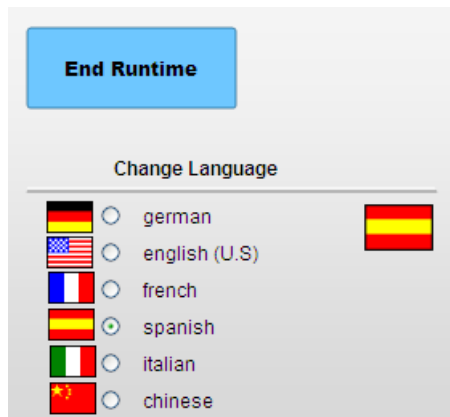 End Runtime
Change Language
german
english (U.S)
french
spanish
italian
chinese